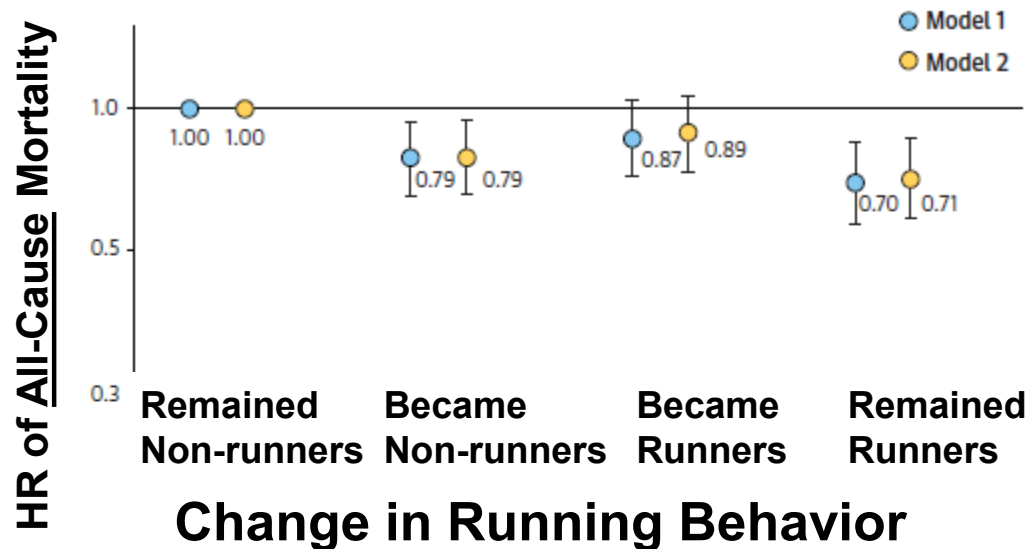 HR of All-Cause Mortality
Model 1
Model 2
1.0
1.00 1.00
0.79 0.79
0.87 0.89
0.70 0.71
0.5
0.3
Remained Non-runners
Became Non-runners
Became Runners
Remained Runners
Change in Running Behavior